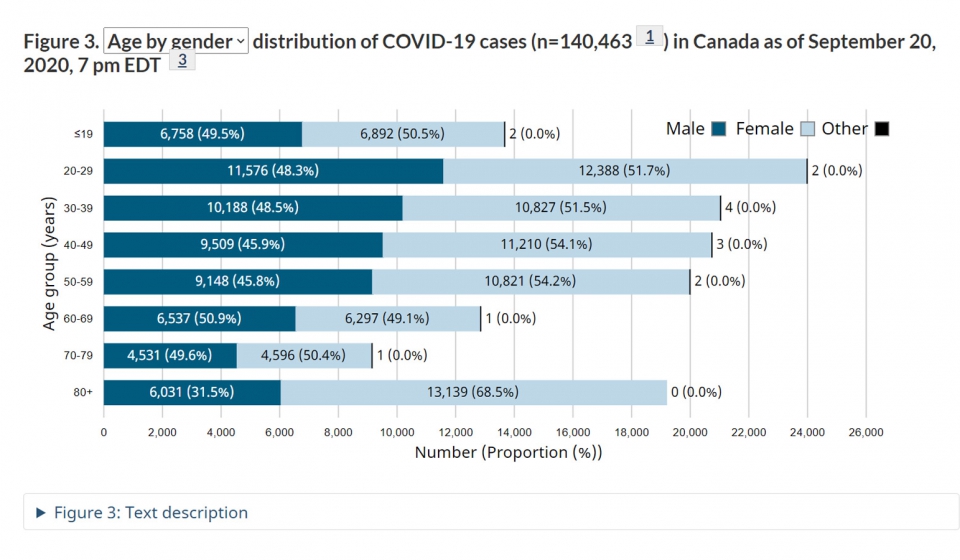 Figure 3. Age by gender distribution of COVID-19 cases (n=140,463 1 ) in Canada as of September 20,
2020, 7 pm EDT 3
Male Female Other
Age group (years)
≤19 6,758 (49.5%) 6,892 (50.5%) 2 (0.0%)
20-29 11,576 (48.3%) 12,388 (51.7%) 2 (0.0%)
30-39 10,188 (48.5%) 10,827 (51.5%) 4 (0.0%)
40-49 9,509 (45.9%) 11,210 (54.1%) 3 (0.0%)
50-59 9,148 (45.8%) 10,821 (54.2%) 2 (0.0%)
60-69 6,537 (50.9%) 6,297 (49.1%) 1 (0.0%)
70-79 4,531 (49.6%) 4,596 (50.4%) 1 (0.0%)
80+ 6,031 (31.5%) 13,139 (68.5%) 0 (0.0%)
0 2,000 4,000 6,000 8,000 10,000 12,000 14,000 16,000 18,000 20,000 22,000 24,000 26,000
Number (Proportion (%))
Figure 3: Text description